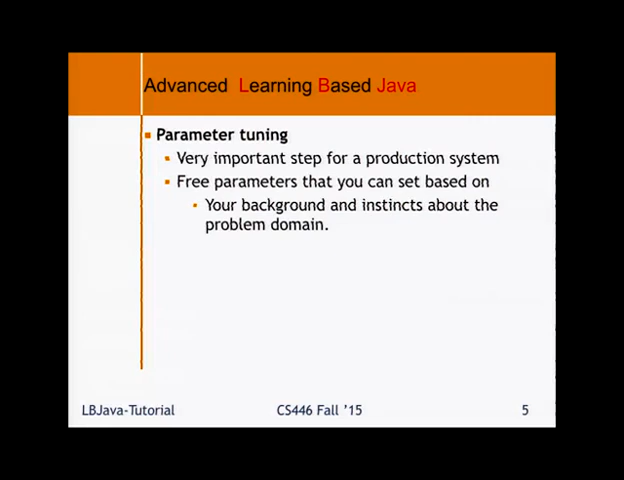 Advanced Learning Based Java
Parameter tuning
Very important step for a production system
Free parameters that you can set based on
Your background and instincts about the
problem domain.
LBJava-Tutorial
CS446 Fall ’15
5